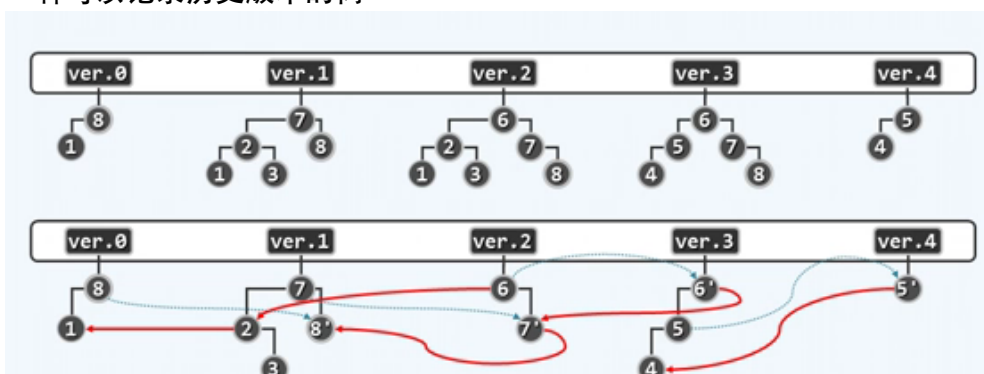 ver.0 ver.1 ver.2 ver.3 ver.4
8 7 6 6 5
1 2 8 2 7 5 7 4
1 3 1 3 8 4 8
ver.0 ver.1 ver.2 ver.3 ver.4
8 7 6 6' 5'
1 2 8' 7' 5
3 4